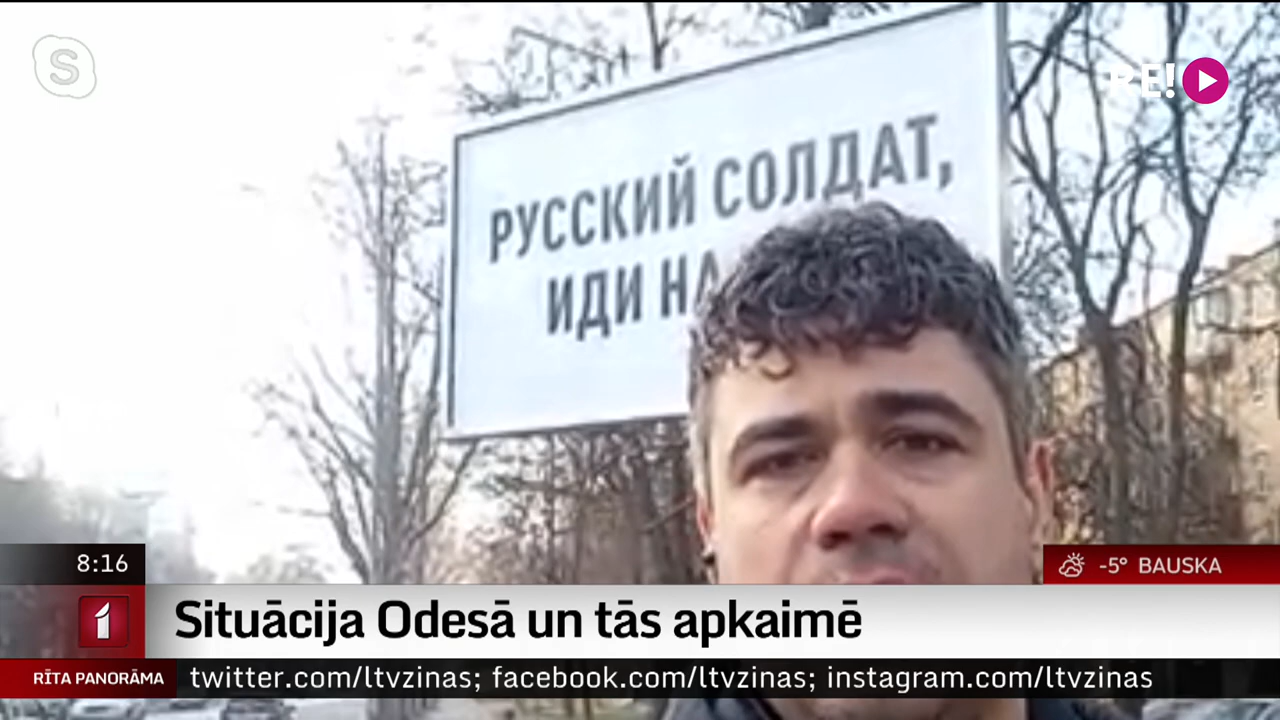 S
RE!
РУССКИЙ СОЛДАТ,
ИДИ НА
8:16
-5° BAUSKA
1
Situācija Odesā un tās apkaimē
RĪTA PANORĀMA
twitter.com/ltvzinas; facebook.com/ltvzinas; instagram.com/ltvzinas